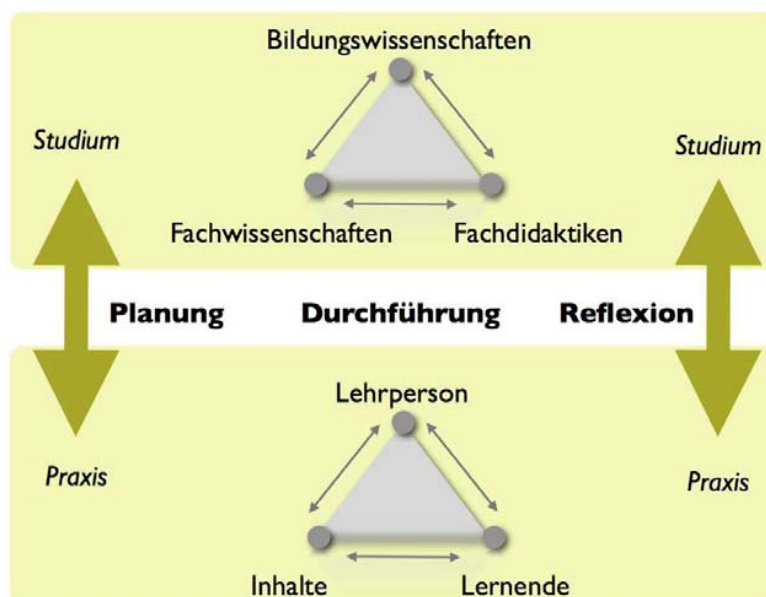 Bildungswissenschaften
Studium
Studium
Fachwissenschaften
Fachdidaktiken
Planung
Durchführung
Reflexion
Lehrperson
Praxis
Praxis
Inhalte
Lernende